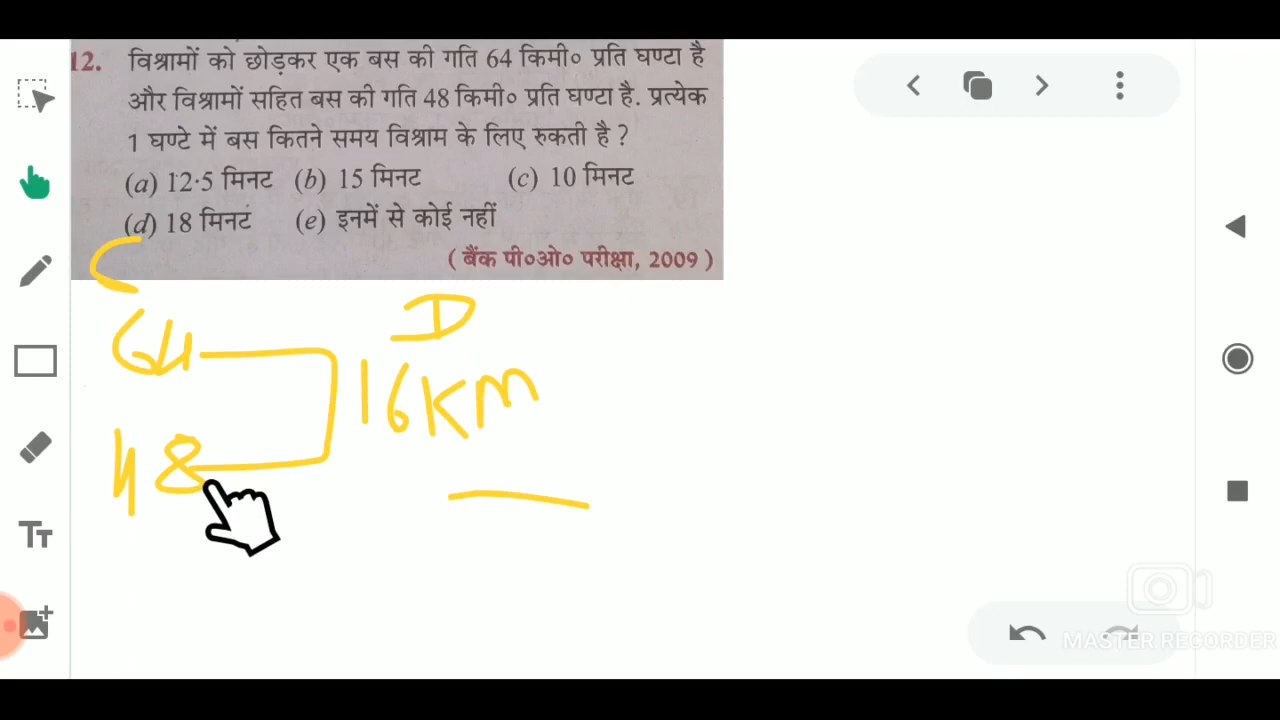 12. विश्रामों को छोड़कर एक बस की गति 64 किमी० प्रति घण्टा है
और विश्रामों सहित बस की गति 48 किमी० प्रति घण्टा है. प्रत्येक
1 घण्टे में बस कितने समय विश्राम के लिए रुकती है ?
(a) 12·5 मिनट (b) 15 मिनट (c) 10 मिनट
(d) 18 मिनट (e) इनमें से कोई नहीं
( बैंक पी०ओ० परीक्षा, 2009 )
D
64
16KM
48
TT
MASTER RECORDER